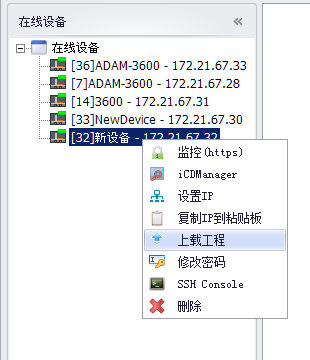 在线设备
在线设备
[36]ADAM-3600 - 172.21.67.33
[7]ADAM-3600 - 172.21.67.28
[14]3600 - 172.21.67.31
[33]NewDevice - 172.21.67.30
[32]新设备 - 172.21.67.32
监控(https)
iCDManager
设置IP
复制IP到粘贴板
上载工程
修改密码
SSH Console
删除